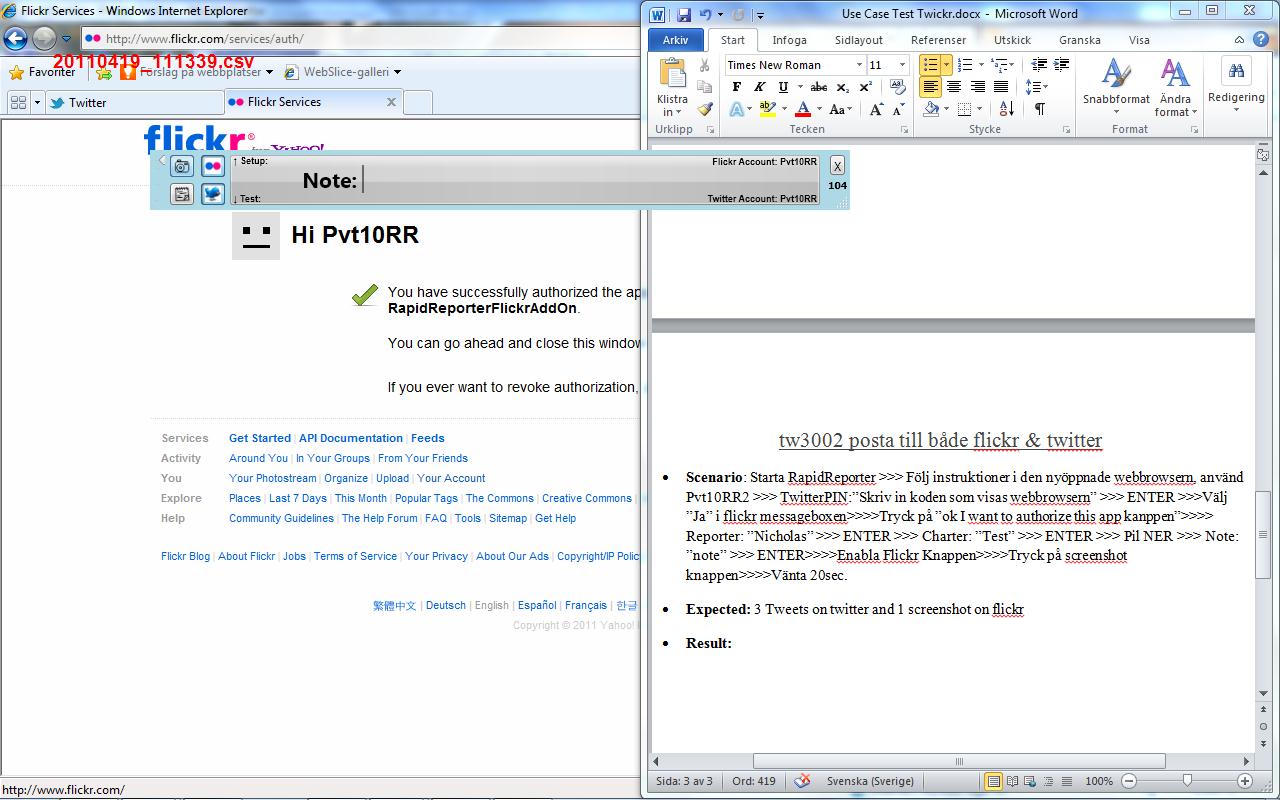 Flickr Services - Windows Internet Explorer
http://www.flickr.com/services/auth/
20110419_111339.csv
Favoriter
Förslag på webbplatser
WebSlice-galleri
Twitter
Flickr Services
X
flickr®
YAHOO!
↑ Setup:
Flickr Account: Pvt10RR
X
Note:
104
↓ Test:
Twitter Account: Pvt10RR
Hi Pvt10RR
You have successfully authorized the ap
RapidReporterFlickrAddOn.
You can go ahead and close this window
If you ever want to revoke authorization,
Services Get Started | API Documentation | Feeds
Activity Around You | In Your Groups | From Your Friends
You Your Photostream | Organize | Upload | Your Account
Explore Places | Last 7 Days | This Month | Popular Tags | The Commons | Creative Commons |
Help Community Guidelines | The Help Forum | FAQ | Tools | Sitemap | Get Help
Flickr Blog | About Flickr | Jobs | Terms of Service | Your Privacy | About Our Ads | Copyright/IP Polic
繁體中文 | Deutsch | English | Español | Français | 한글
Copyright © 2011 Yahoo! I
http://www.flickr.com/
Use Case Test Twickr.docx - Microsoft Word
Arkiv Start Infoga Sidlayout Referenser Utskick Granska Visa
Times New Roman 11
Klistra in
F K U abc x₂ x²
A ab A Aa A A
Snabbformat
Ändra format
Redigering
Urklipp Tecken Stycke Format
tw3002 posta till både flickr & twitter
• Scenario: Starta RapidReporter >>> Följ instruktioner i den nyöppnade webbrowsern, använd
Pvt10RR2 >>> TwitterPIN:”Skriv in koden som visas webbrowsern” >>> ENTER >>>Välj
”Ja” i flickr messageboxen>>>>Tryck på ”ok I want to authorize this app kanppen”>>>>
Reporter: ”Nicholas” >>> ENTER >>> Charter: ”Test” >>> ENTER >>> Pil NER >>> Note:
”note” >>> ENTER>>>>Enabla Flickr Knappen>>>>Tryck på screenshot
knappen>>>>Vänta 20sec.
• Expected: 3 Tweets on twitter and 1 screenshot on flickr
• Result:
Sida: 3 av 3 Ord: 419 Svenska (Sverige) 100%